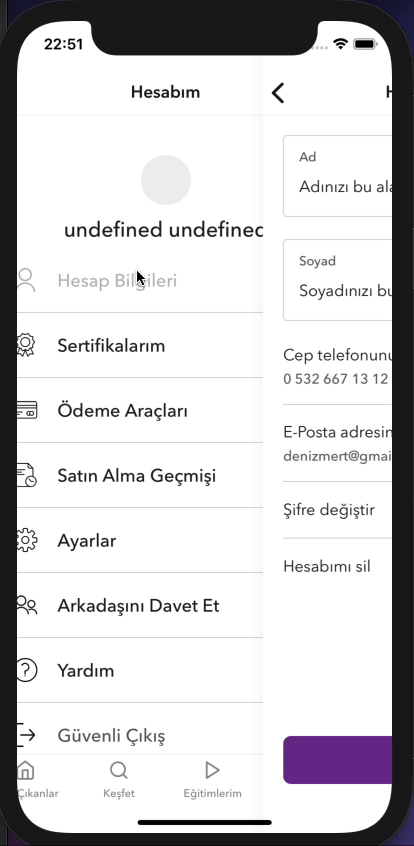 22:51
Hesabım
H
undefined undefined
Hesap Bilgileri
Sertifikalarım
Ödeme Araçları
Satın Alma Geçmişi
Ayarlar
Arkadaşını Davet Et
Yardım
Güvenli Çıkış
Çıkanlar
Keşfet
Eğitimlerim
Ad
Adınızı bu ala
Soyad
Soyadınızı bu
Cep telefonunu
0 532 667 13 12
E-Posta adresin
denizmert@gmai
Şifre değiştir
Hesabımı sil